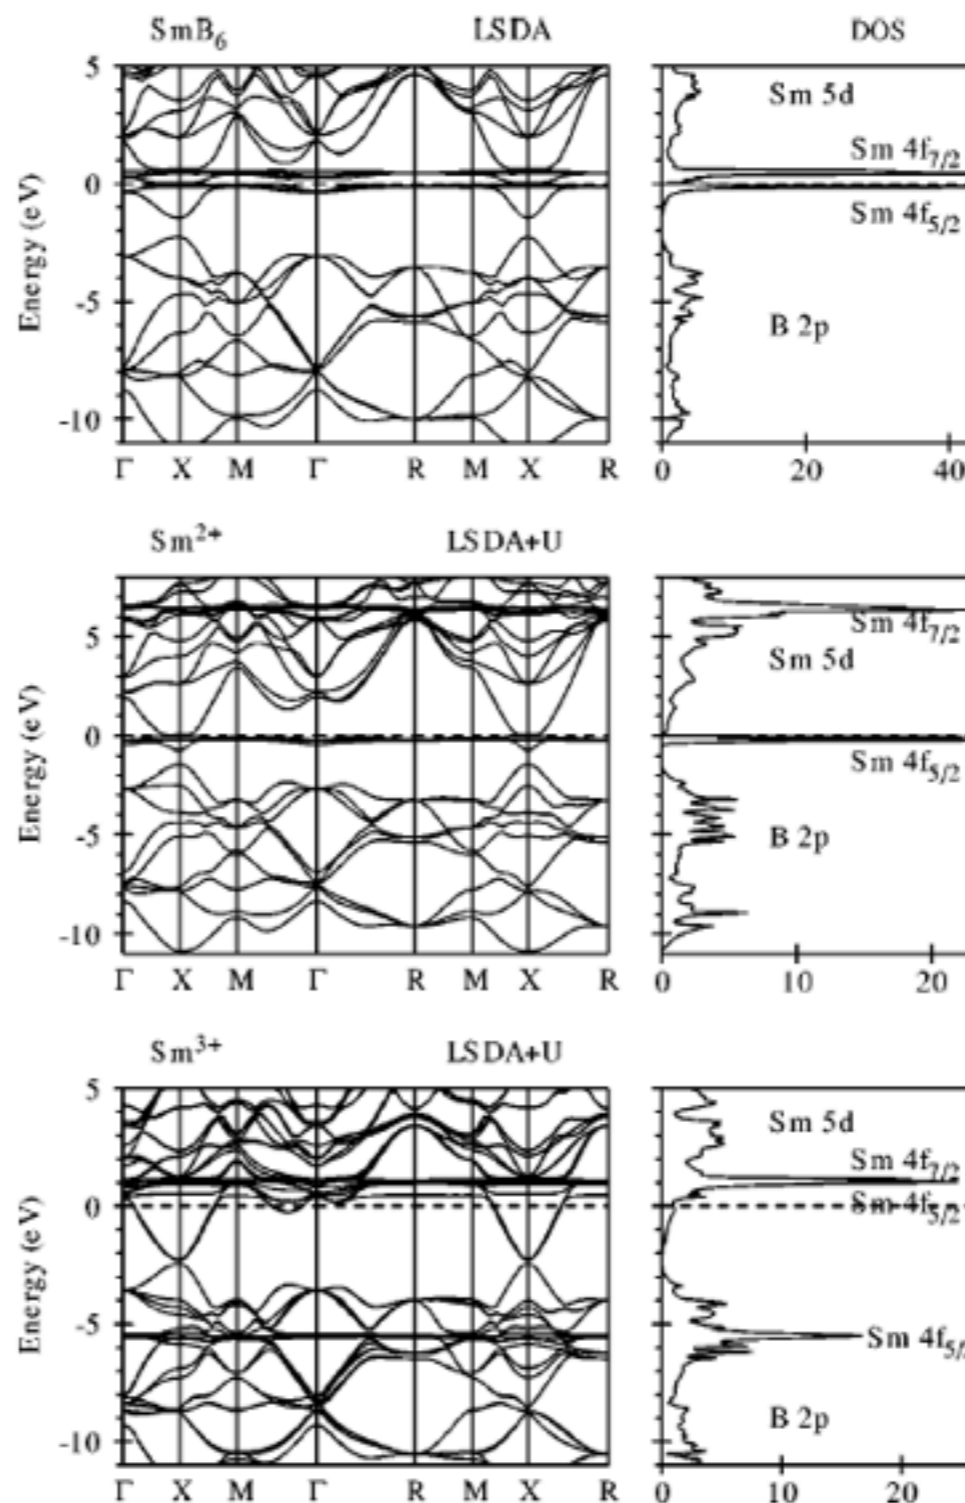 SmB₆ LSDA DOS
5
0
-5
-10
Energy (eV)
Γ X M Γ R M X R
Sm 5d
Sm 4f₇/₂
Sm 4f₅/₂
B 2p
0 20 40
Sm²⁺ LSDA+U
5
0
-5
-10
Energy (eV)
Γ X M Γ R M X R
Sm 4f₇/₂
Sm 5d
Sm 4f₅/₂
B 2p
0 10 20
Sm³⁺ LSDA+U
5
0
-5
-10
Energy (eV)
Γ X M Γ R M X R
Sm 5d
Sm 4f₇/₂
Sm 4f₅/₂
Sm 4f₅/
B 2p
0 10 20